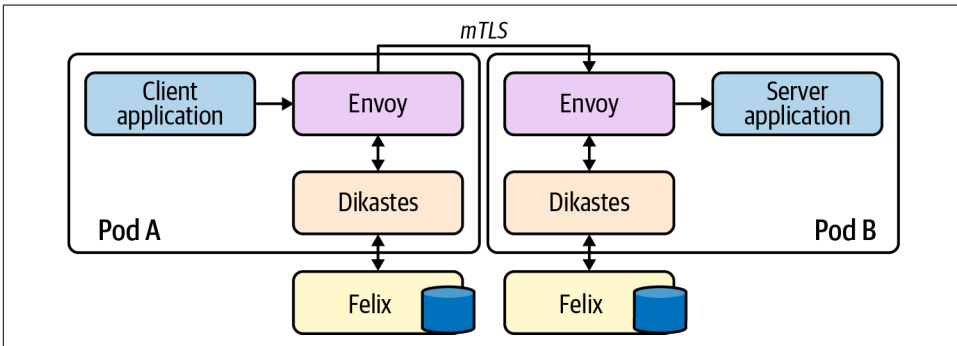 mTLS
Client
application
Envoy
Envoy
Server
application
Dikastes
Dikastes
Pod A
Pod B
Felix
Felix